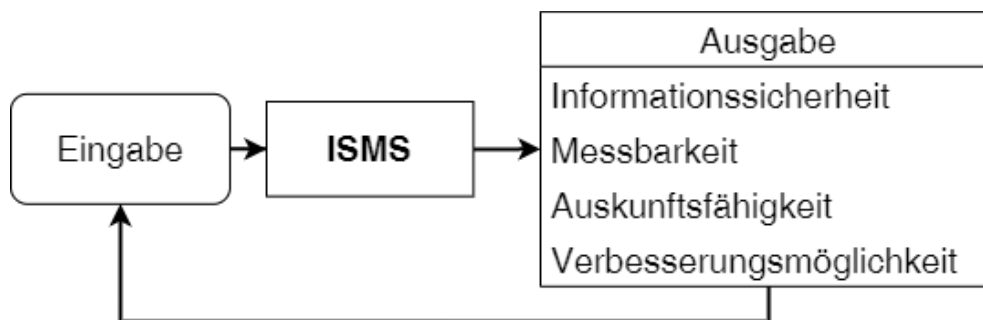 Eingabe
ISMS
Ausgabe
Informationssicherheit
Messbarkeit
Auskunftsfähigkeit
Verbesserungsmöglichkeit